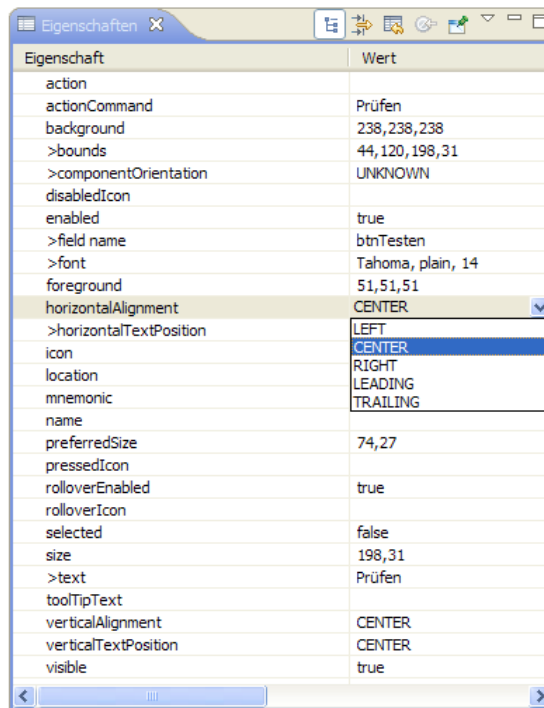 Eigenschaften
Eigenschaft Wert
action
actionCommand Prüfen
background 238,238,238
>bounds 44,120,198,31
>componentOrientation UNKNOWN
disabledIcon
enabled true
>field name btnTesten
>font Tahoma, plain, 14
foreground 51,51,51
horizontalAlignment CENTER
>horizontalTextPosition LEFT
icon CENTER
location RIGHT
mnemonic LEADING
TRAILING
name
preferredSize 74,27
pressedIcon
rolloverEnabled true
rolloverIcon
selected false
size 198,31
>text Prüfen
toolTipText
verticalAlignment CENTER
verticalTextPosition CENTER
visible true